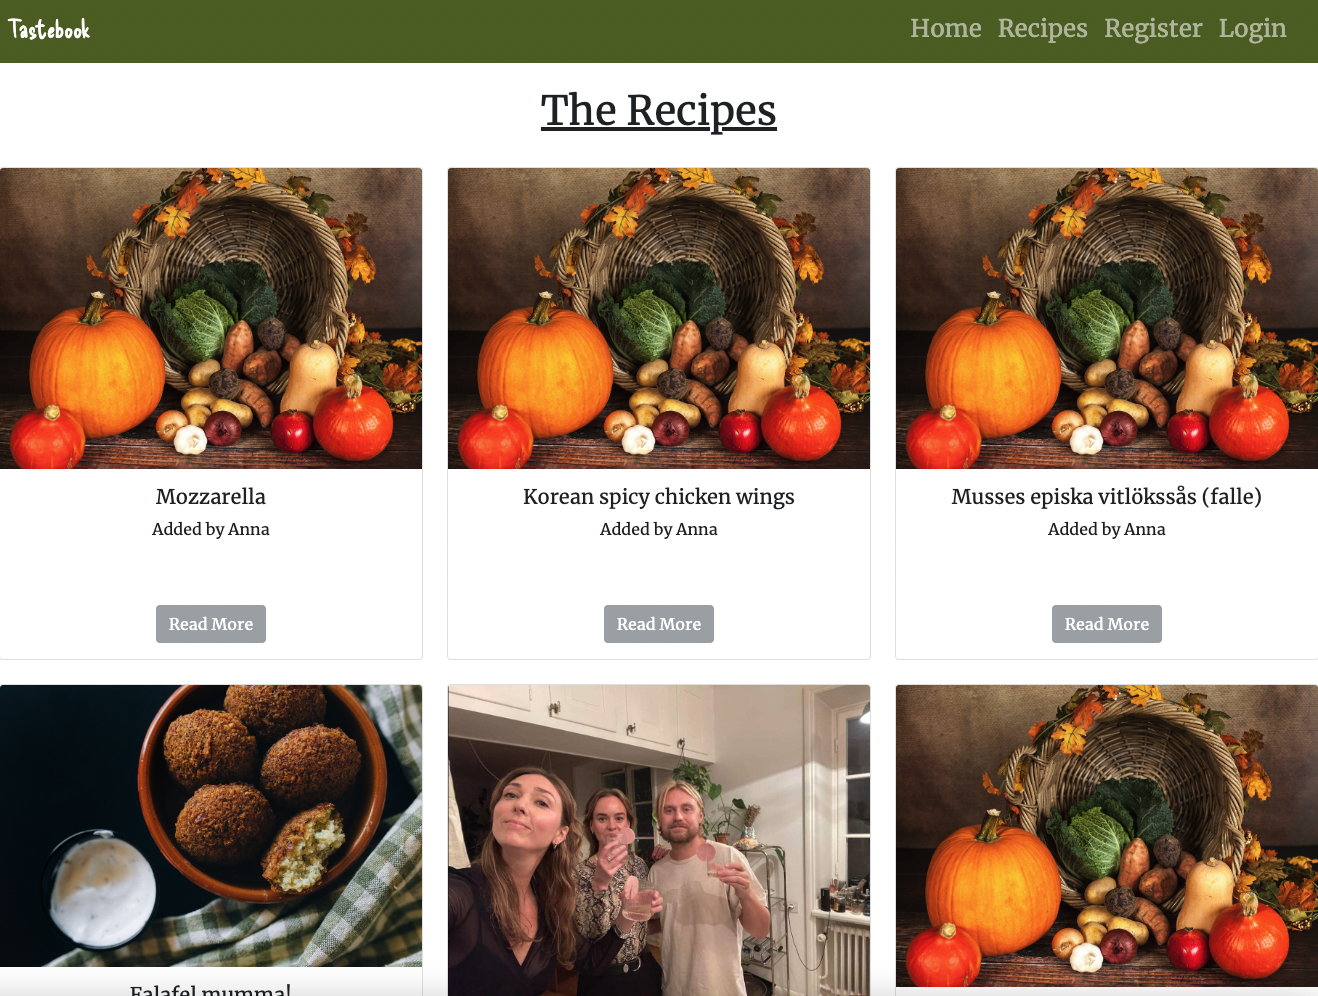 Tastebook
Home Recipes Register Login
The Recipes
Mozzarella
Added by Anna
Read More
Korean spicy chicken wings
Added by Anna
Read More
Musses episka vitlökssås (falle)
Added by Anna
Read More
Falafel mumma!